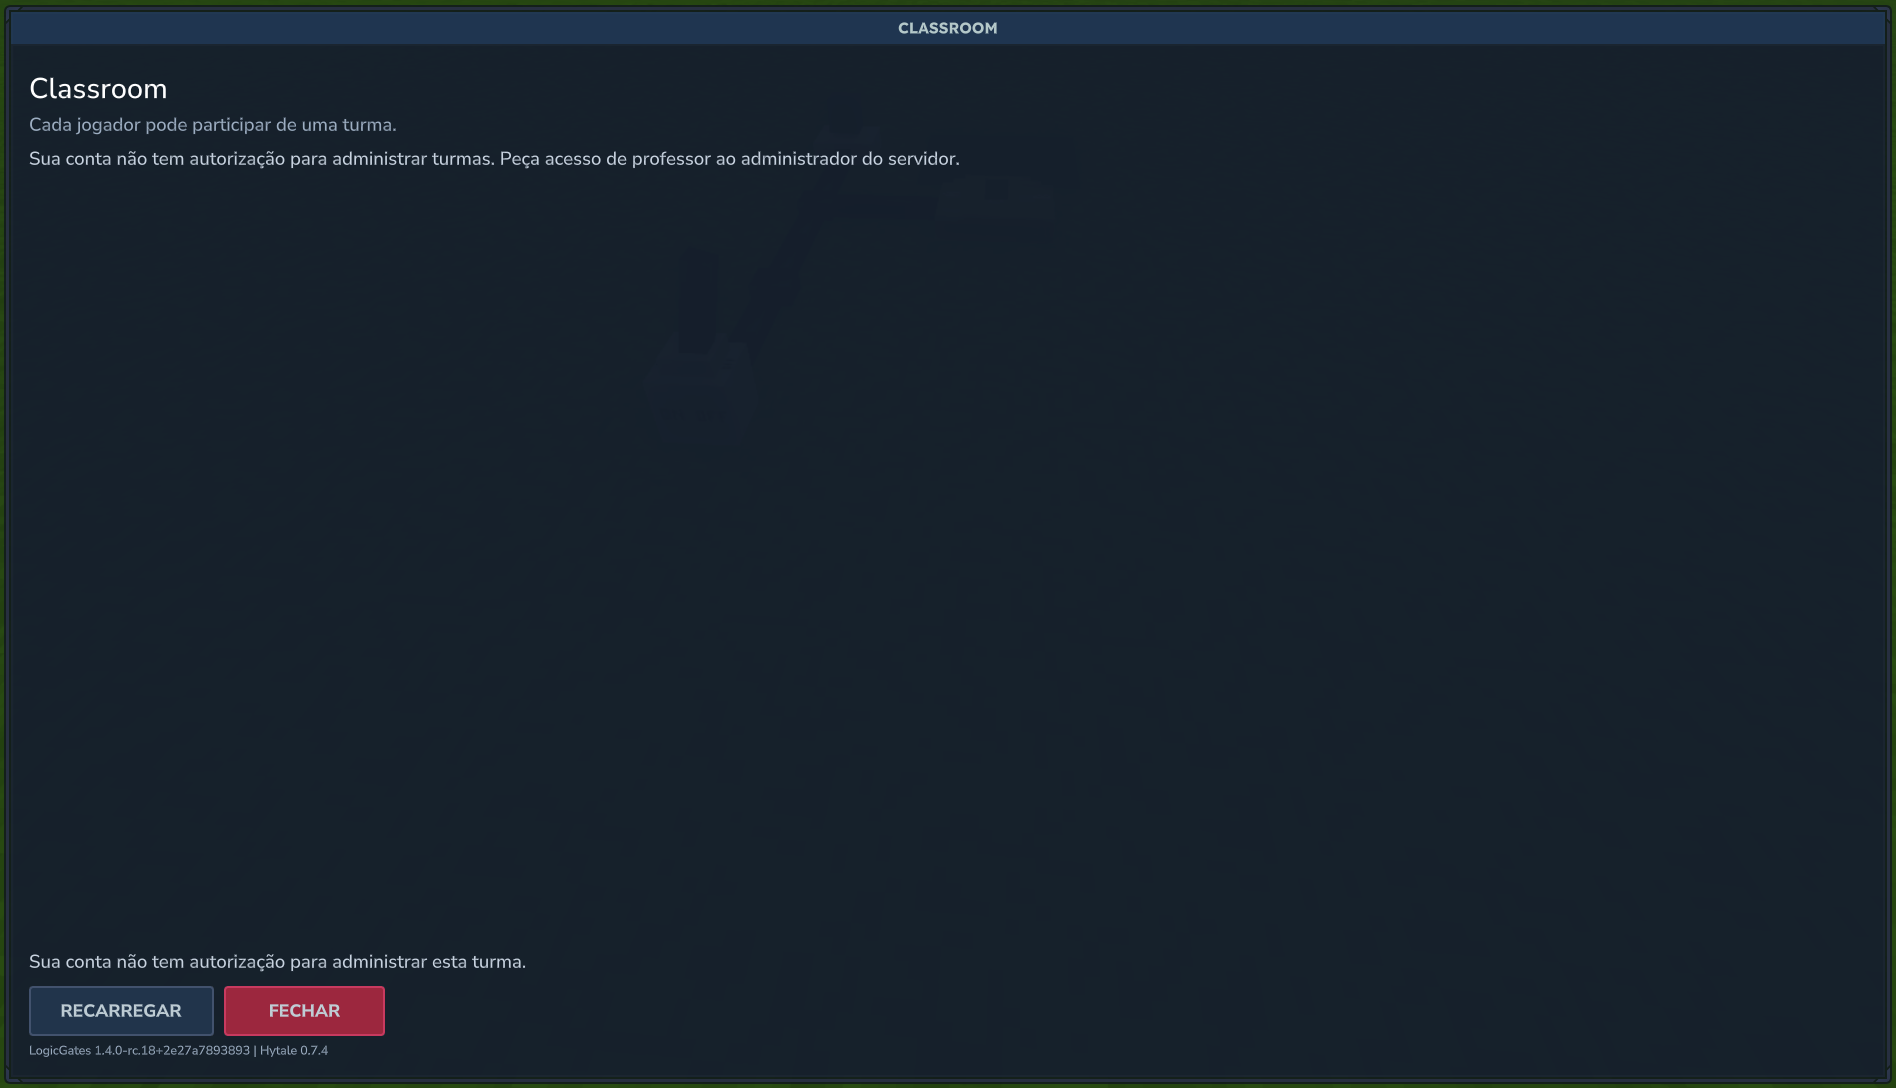 CLASSROOM
Classroom
Cada jogador pode participar de uma turma.
Sua conta não tem autorização para administrar turmas. Peça acesso de professor ao administrador do servidor.
Sua conta não tem autorização para administrar esta turma.
RECARREGAR FECHAR
LogicGates 1.4.0-rc.18+2e27a7893893 | Hytale 0.7.4